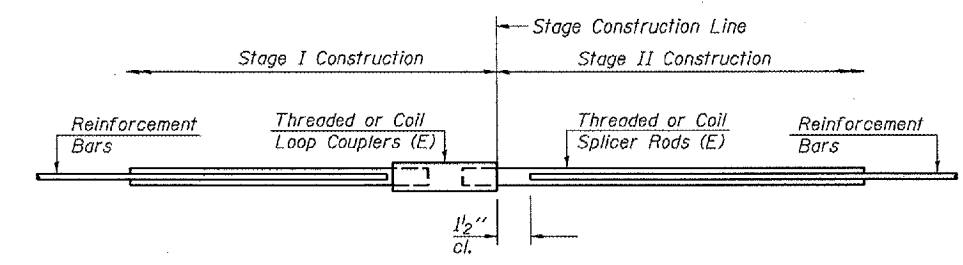 Stage Construction Line
Stage I Construction
Stage II Construction
Reinforcement
Bars
Threaded or Coil
Loop Couplers (E)
Threaded or Coil
Splicer Rods (E)
Reinforcement
Bars
1½"
cl.